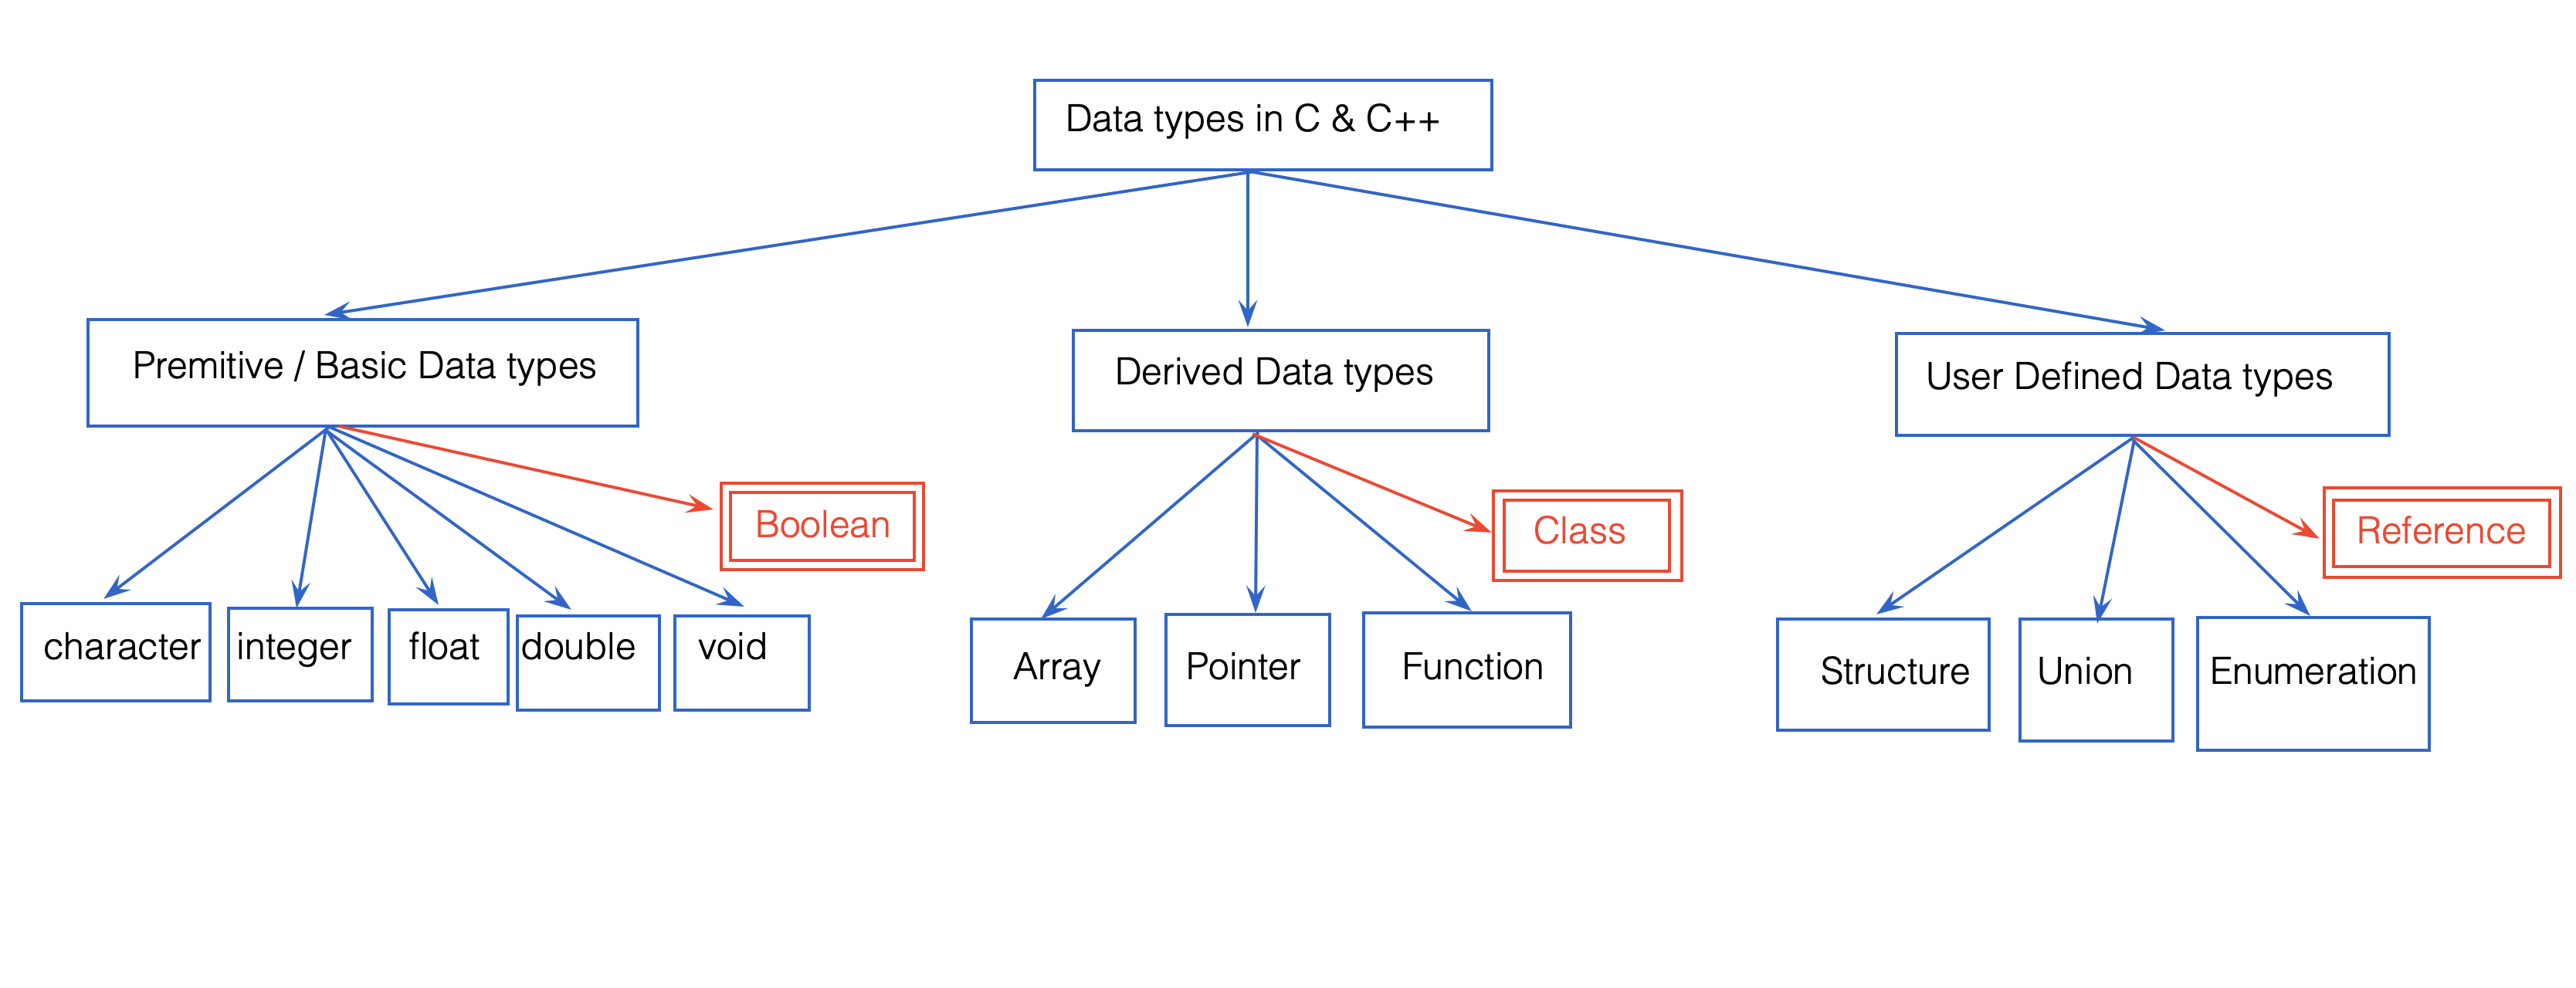 Data types in C & C++
Premitive / Basic Data types
Derived Data types
User Defined Data types
Boolean
Class
Reference
character
integer
float
double
void
Array
Pointer
Function
Structure
Union
Enumeration